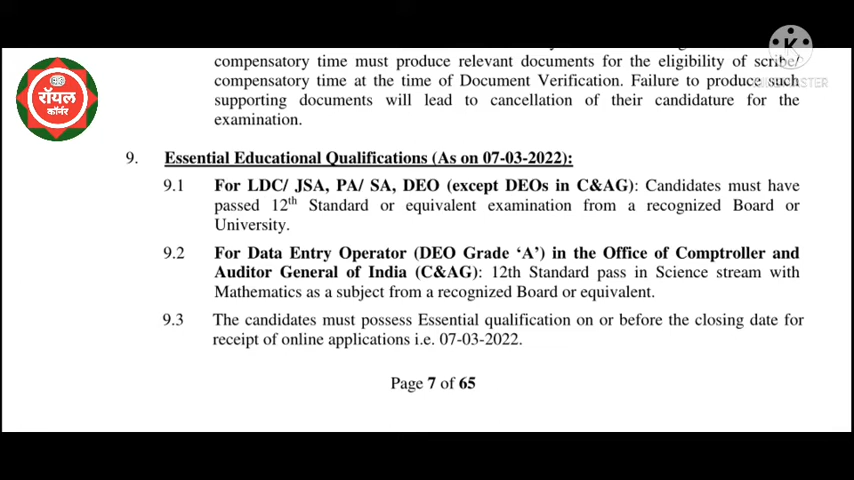 compensatory time must produce relevant documents for the eligibility of scribe/
compensatory time at the time of Document Verification. Failure to produce such
supporting documents will lead to cancellation of their candidature for the
examination.
रॉयल
कॉर्नर
9. Essential Educational Qualifications (As on 07-03-2022):
9.1 For LDC/ JSA, PA/ SA, DEO (except DEOs in C&AG): Candidates must have
passed 12th Standard or equivalent examination from a recognized Board or
University.
9.2 For Data Entry Operator (DEO Grade ‘A’) in the Office of Comptroller and
Auditor General of India (C&AG): 12th Standard pass in Science stream with
Mathematics as a subject from a recognized Board or equivalent.
9.3 The candidates must possess Essential qualification on or before the closing date for
receipt of online applications i.e. 07-03-2022.
Page 7 of 65